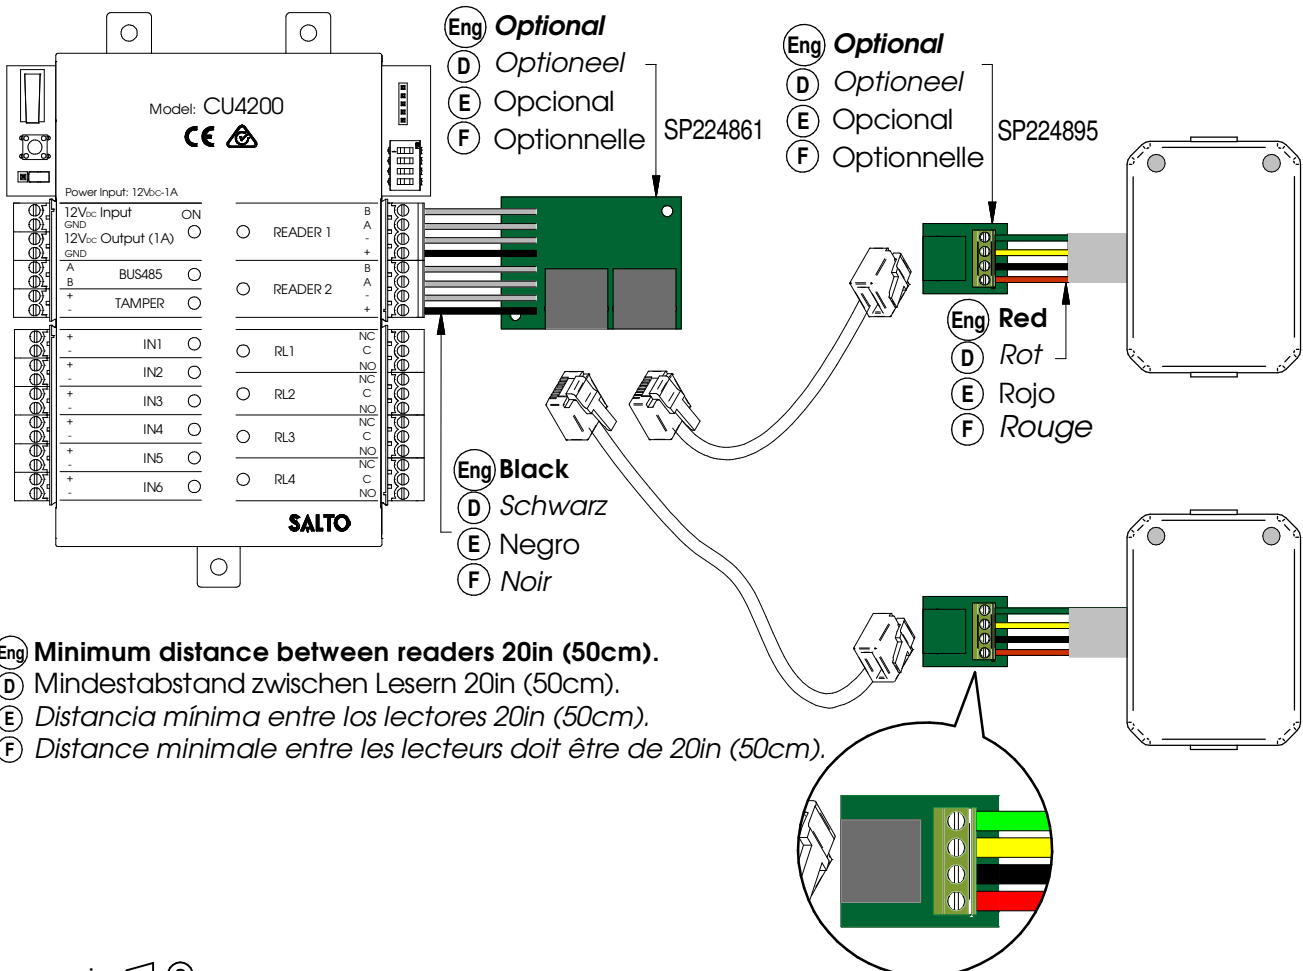 Eng Optional
D Optioneel
E Opcional
F Optionnelle
SP224861
Eng Optional
D Optioneel
E Opcional
F Optionnelle
SP224895
Model: CU4200
CE
Power Input: 12VDC-1A
12VDC Input
GND
12VDC Output (1A)
GND
ON
A
B
BUS485
+
-
TAMPER
READER 1
B
A
-
+
READER 2
B
A
-
+
+
-
IN1
+
-
IN2
+
-
IN3
+
-
IN4
+
-
IN5
+
-
IN6
RL1
NC
C
NO
RL2
NC
C
NO
RL3
NC
C
NO
RL4
NC
C
NO
SALTO
Eng Red
D Rot
E Rojo
F Rouge
Eng Black
D Schwarz
E Negro
F Noir
Eng Minimum distance between readers 20in (50cm).
D Mindestabstand zwischen Lesern 20in (50cm).
E Distancia mínima entre los lectores 20in (50cm).
F Distance minimale entre les lecteurs doit être de 20in (50cm).